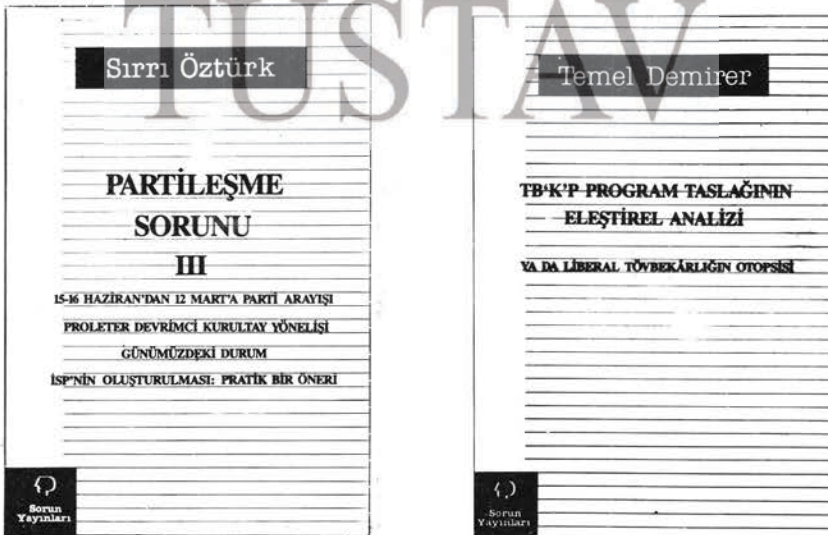 TUSTAV
Sırrı Öztürk
PARTİLEŞME
SORUNU
III
15-16 HAZİRAN'DAN 12 MART'A PARTİ ARAYIŞI
PROLETER DEVRİMCİ KURULTAY YÖNELİŞİ
GÜNÜMÜZDEKİ DURUM
İSP'NİN OLUŞTURULMASI: PRATİK BİR ÖNERİ
Sorun
Yayınları
Temel Demirer
TB'K'P PROGRAM TASLAĞININ
ELEŞTİREL ANALİZİ
YA DA LİBERAL TÖVBEKÂRLIĞIN OTOPSİSİ
Sorun
Yayınları